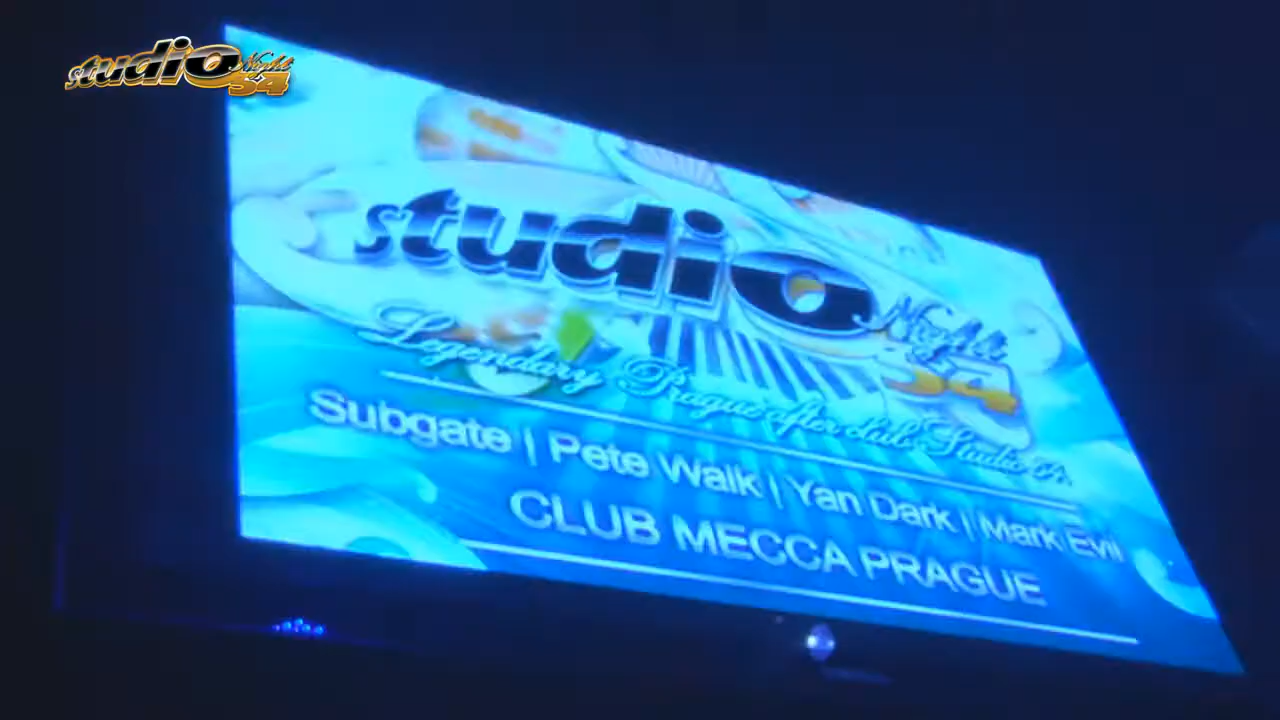 studio Night 54
studio Night 54
Legendary Prague after club Studio 54
Subgate | Pete Walk | Yan Dark | Mark Evil
CLUB MECCA PRAGUE